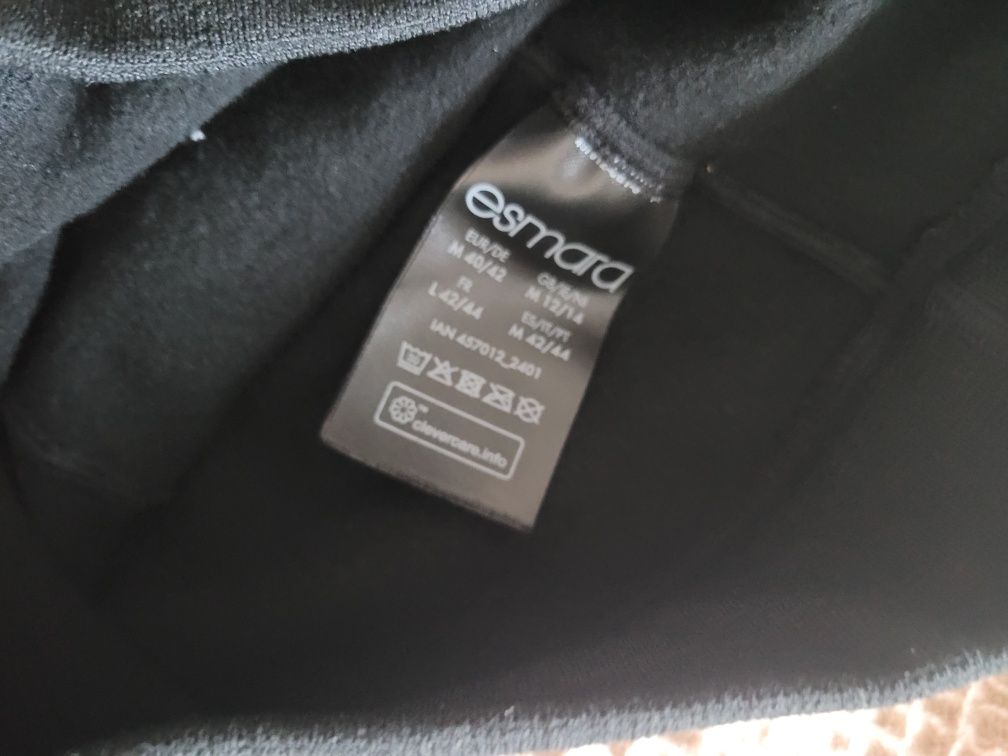 esmara
EUR/DE
M 40/42
GB/IE/NI
M 12/14
FR
L 42/44
ES/IT/PT
M 42/44
IAN 457012_2401
clevercare.info